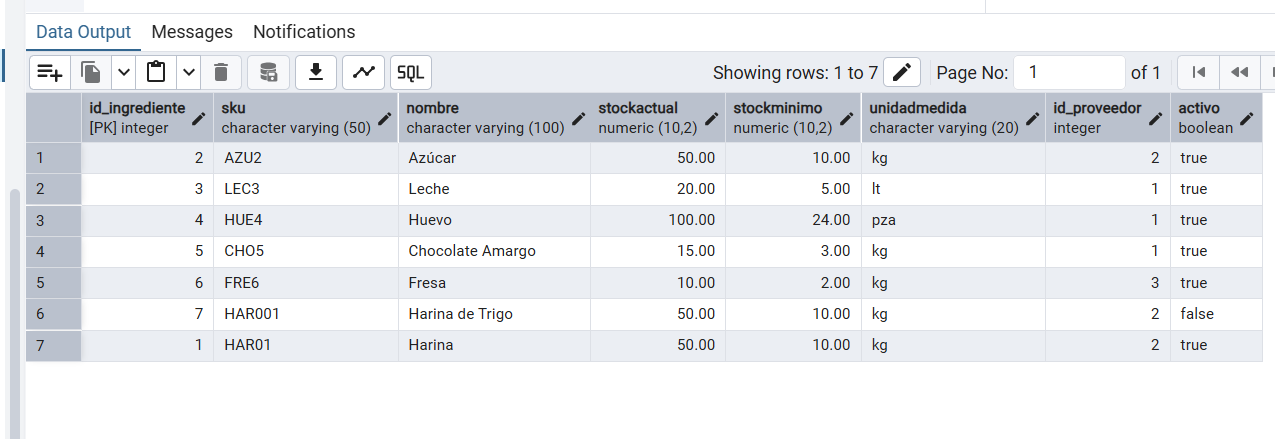 Data Output Messages Notifications
SQL Showing rows: 1 to 7 Page No: 1 of 1
id_ingrediente sku nombre stockactual stockminimo unidadmedida id_proveedor activo
[PK] integer character varying (50) character varying (100) numeric (10,2) numeric (10,2) character varying (20) integer boolean
1 2 AZU2 Azúcar 50.00 10.00 kg 2 true
2 3 LEC3 Leche 20.00 5.00 lt 1 true
3 4 HUE4 Huevo 100.00 24.00 pza 1 true
4 5 CHO5 Chocolate Amargo 15.00 3.00 kg 1 true
5 6 FRE6 Fresa 10.00 2.00 kg 3 true
6 7 HAR001 Harina de Trigo 50.00 10.00 kg 2 false
7 1 HAR01 Harina 50.00 10.00 kg 2 true